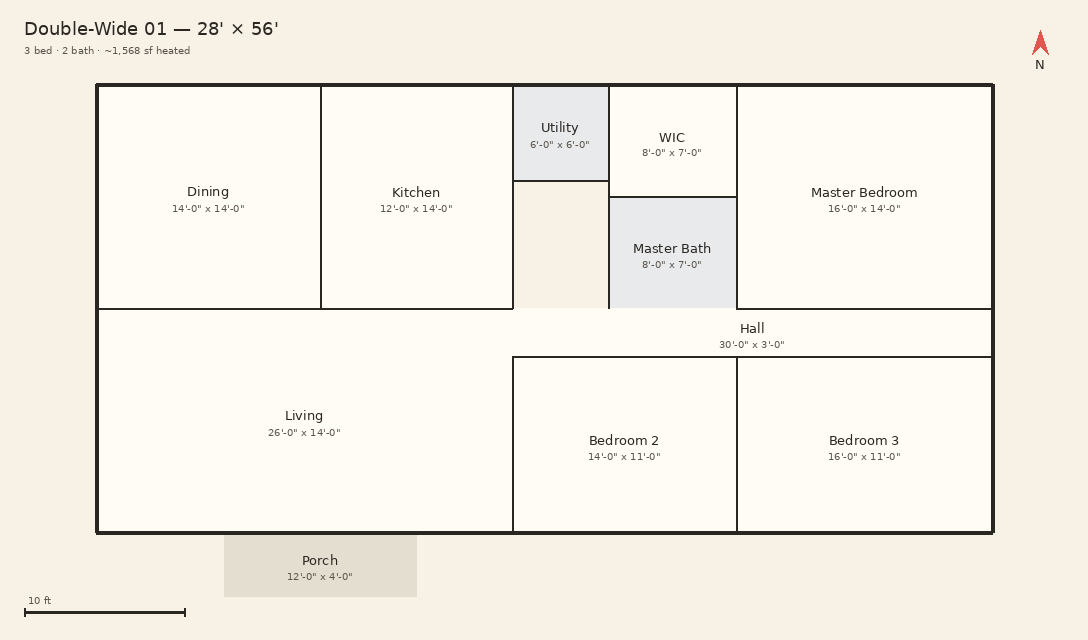 Double-Wide 01 — 28' × 56'
3 bed · 2 bath · ~1,568 sf heated
N
Utility
6'-0" x 6'-0"
WIC
8'-0" x 7'-0"
Dining
14'-0" x 14'-0"
Kitchen
12'-0" x 14'-0"
Master Bedroom
16'-0" x 14'-0"
Master Bath
8'-0" x 7'-0"
Hall
30'-0" x 3'-0"
Living
26'-0" x 14'-0"
Bedroom 2
14'-0" x 11'-0"
Bedroom 3
16'-0" x 11'-0"
Porch
12'-0" x 4'-0"
10 ft